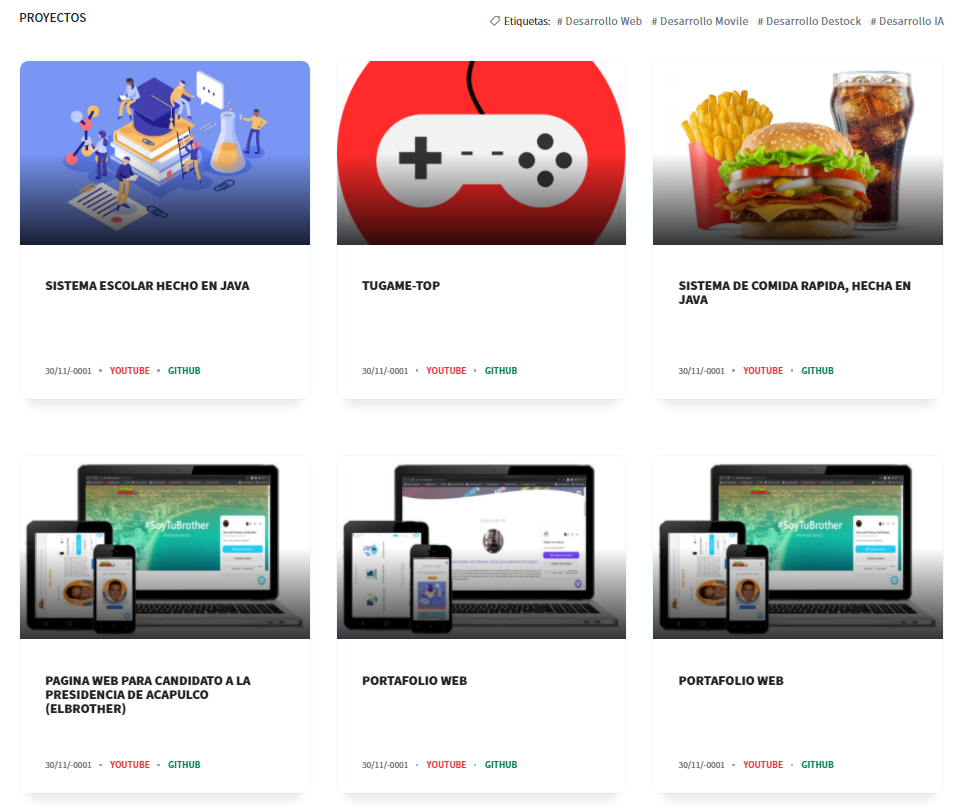 PROYECTOS
Etiquetas: # Desarrollo Web # Desarrollo Movile # Desarrollo Destock # Desarrollo IA
SISTEMA ESCOLAR HECHO EN JAVA
30/11/-0001 • YOUTUBE • GITHUB
TUGAME-TOP
30/11/-0001 • YOUTUBE • GITHUB
SISTEMA DE COMIDA RAPIDA, HECHA EN
JAVA
30/11/-0001 • YOUTUBE • GITHUB
#SoyTuBrother
PAGINA WEB PARA CANDIDATO A LA
PRESIDENCIA DE ACAPULCO
(ELBROTHER)
30/11/-0001 • YOUTUBE • GITHUB
PORTAFOLIO WEB
30/11/-0001 • YOUTUBE • GITHUB
#SoyTuBrother
PORTAFOLIO WEB
30/11/-0001 • YOUTUBE • GITHUB